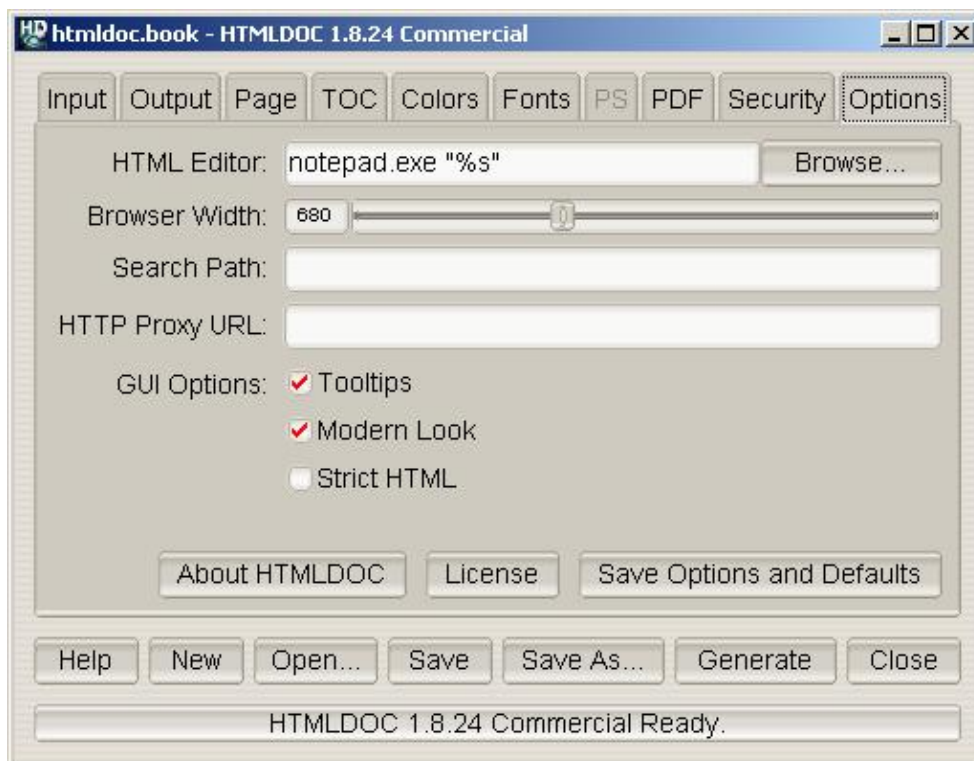 htmldoc.book - HTMLDOC 1.8.24 Commercial
Input Output Page TOC Colors Fonts PS PDF Security Options
HTML Editor: notepad.exe "%s" Browse...
Browser Width: 680
Search Path:
HTTP Proxy URL:
GUI Options: Tooltips
Modern Look
Strict HTML
About HTMLDOC License Save Options and Defaults
Help New Open... Save Save As... Generate Close
HTMLDOC 1.8.24 Commercial Ready.